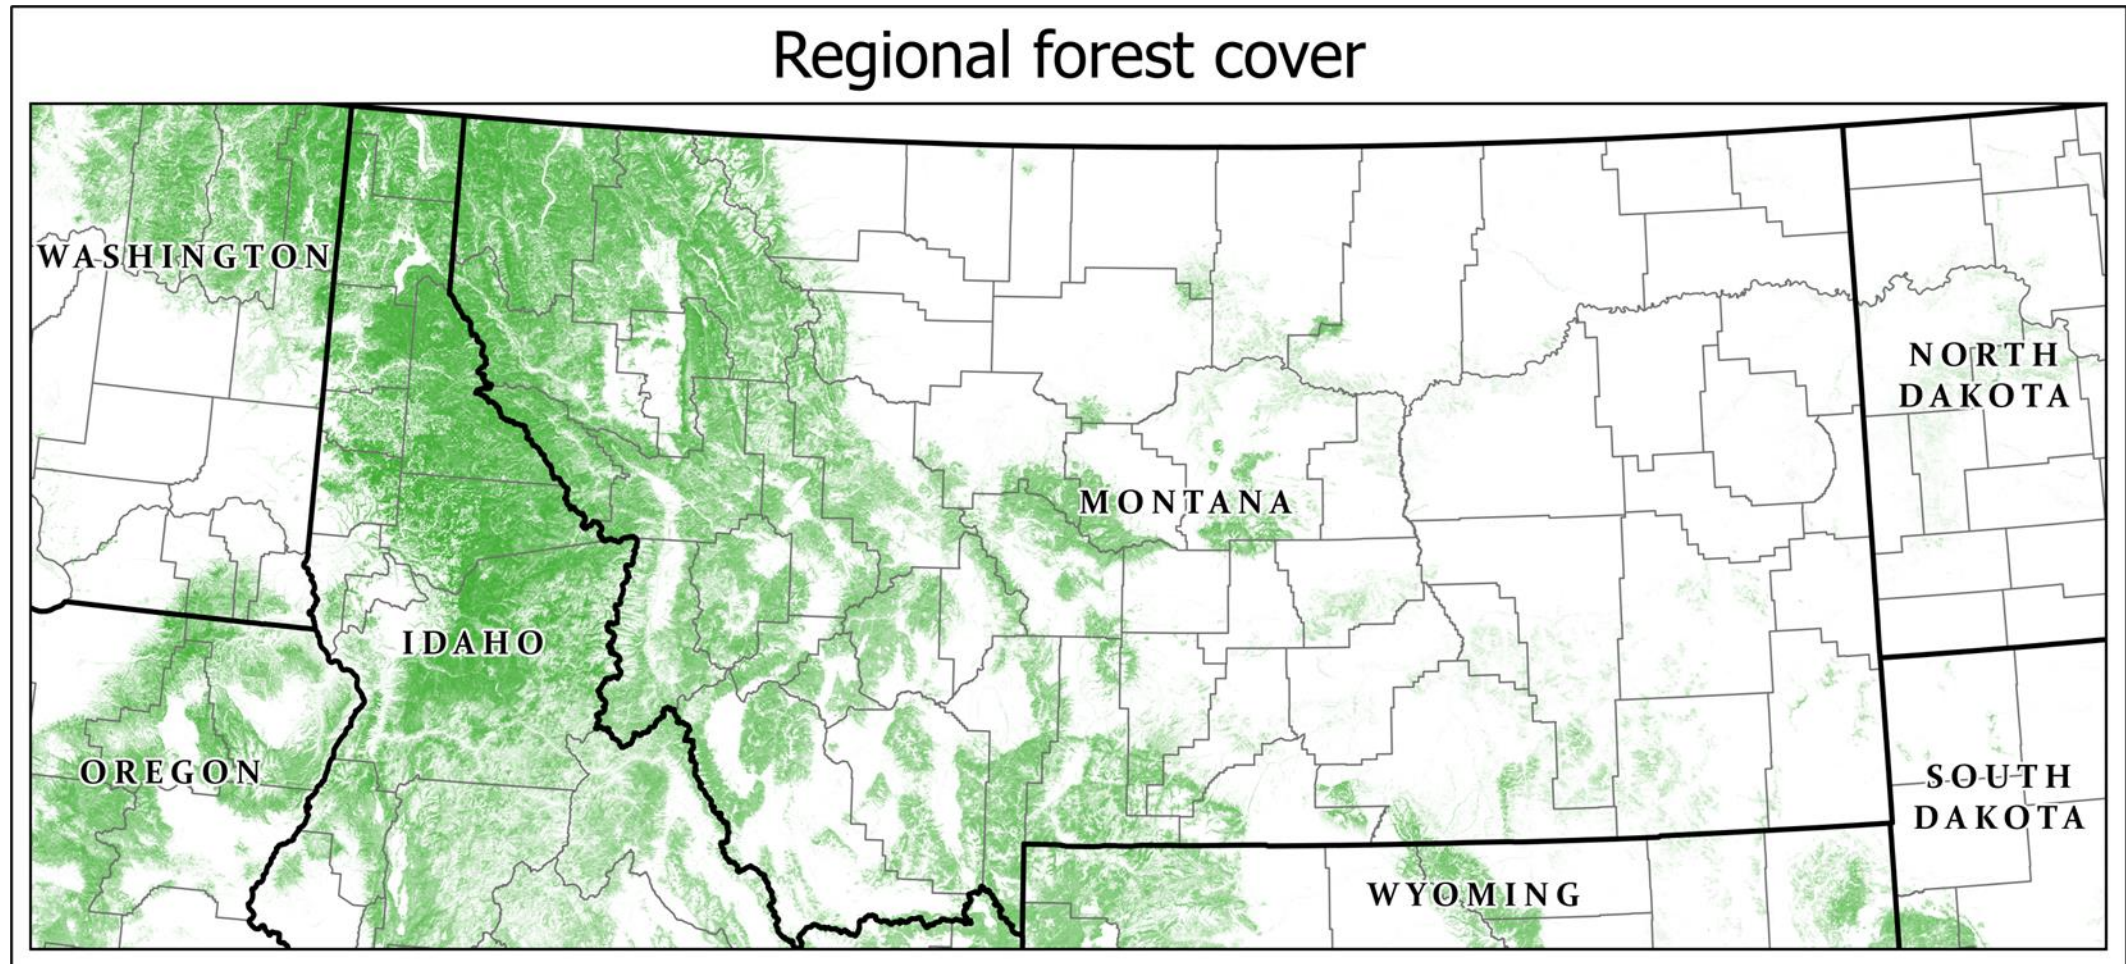 Regional forest cover
WASHINGTON
NORTH
DAKOTA
MONTANA
IDAHO
OREGON
SOUTH
DAKOTA
WYOMING